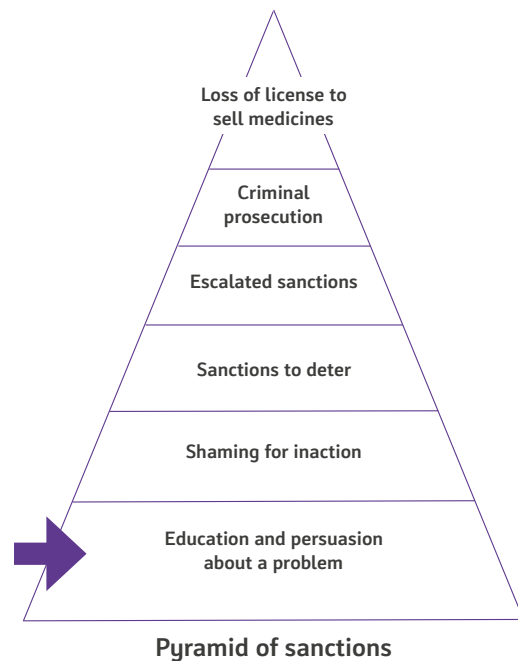 Loss of license to
sell medicines
Criminal
prosecution
Escalated sanctions
Sanctions to deter
Shaming for inaction
Education and persuasion
about a problem
Pyramid of sanctions